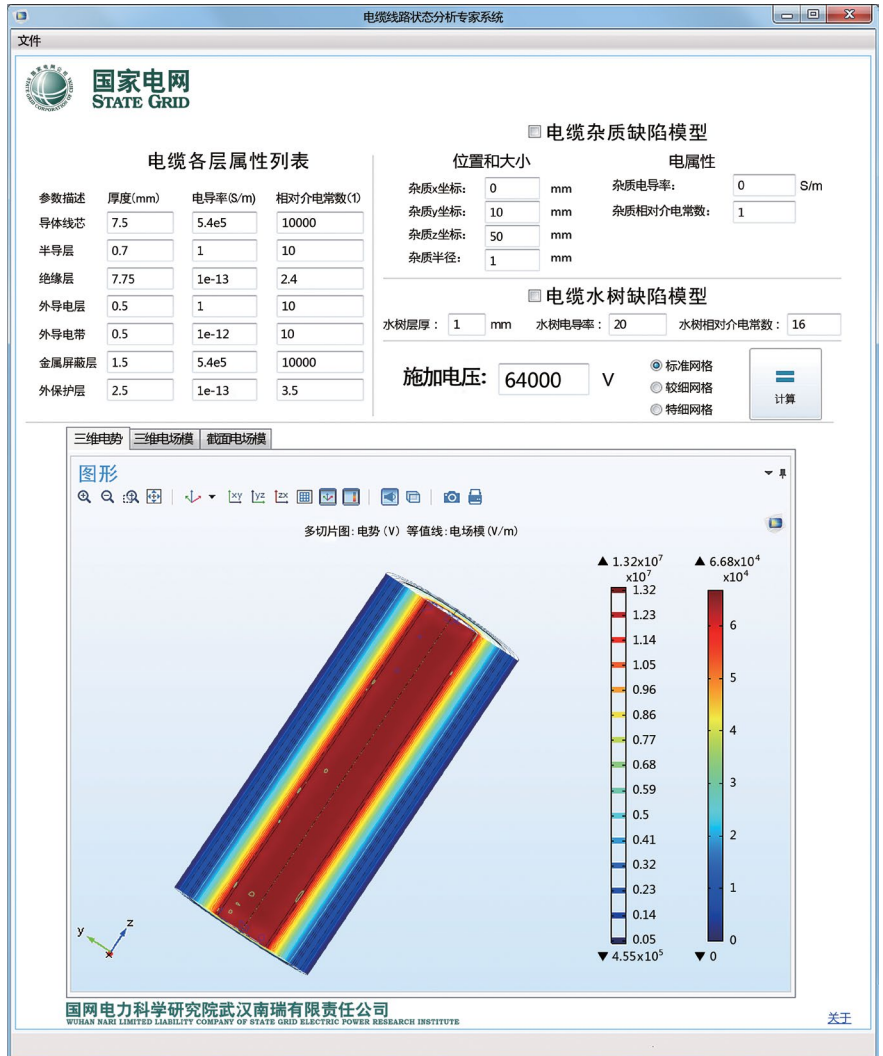 电缆线路状态分析专家系统
文件
国家电网
STATE GRID
电缆各层属性列表
参数描述 厚度(mm) 电导率(S/m) 相对介电常数(1)
导体线芯 7.5 5.4e5 10000
半导层 0.7 1 10
绝缘层 7.75 1e-13 2.4
外导电层 0.5 1 10
外导电带 0.5 1e-12 10
金属屏蔽层 1.5 5.4e5 10000
外保护层 2.5 1e-13 3.5
电缆杂质缺陷模型
位置和大小 电属性
杂质x坐标: 0 mm 杂质电导率: 0 S/m
杂质y坐标: 10 mm 杂质相对介电常数: 1
杂质z坐标: 50 mm
杂质半径: 1 mm
电缆水树缺陷模型
水树层厚: 1 mm 水树电导率: 20 水树相对介电常数: 16
施加电压: 64000 V
标准网格
较细网格
特细网格
=
计算
三维电势 三维电场模 截面电场模
图形
xy yz zx
多切片图:电势(V) 等值线:电场模(V/m)
▲ 1.32x10⁷ ▲ 6.68x10⁴
x10⁷ x10⁴
1.32
1.23
1.14
1.05
0.96
0.86
0.77
0.68
0.59
0.5
0.41
0.32
0.23
0.14
0.05
▼ 4.55x10⁵
6
5
4
3
2
1
0
▼ 0
y z x
国网电力科学研究院武汉南瑞有限责任公司
WUHAN NARI LIMITED LIABILITY COMPANY OF STATE GRID ELECTRIC POWER RESEARCH INSTITUTE
关于